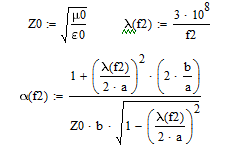 Z0 := √(μ0/ε0) λ(f2) := (3 · 10^8)/f2
α(f2) := (1 + (λ(f2)/(2 · a))^2 · (2 · b/a))/(Z0 · b · √(1 − (λ(f2)/(2 · a))^2))